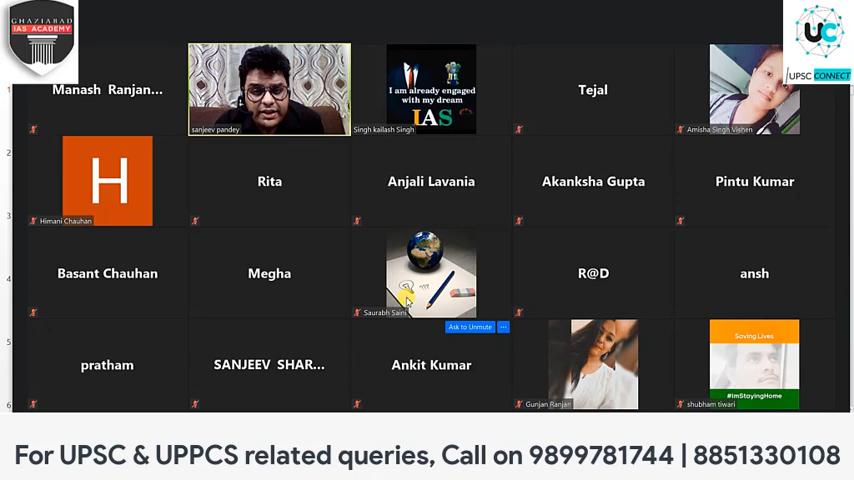 GHAZIABAD
IAS ACADEMY
UC
UPSC CONNECT
1
Manash Ranjan...
sanjeev pandey
I am already engaged
with my dream
IAS
Singh kailash Singh
Tejal
Amisha Singh Vishen
2
H
Himani Chauhan
Rita
Anjali Lavania
Akanksha Gupta
Pintu Kumar
3
Basant Chauhan
Megha
Saurabh Saini
R@D
ansh
4
Ask to Unmute
...
5
pratham
SANJEEV SHAR...
Ankit Kumar
Gunjan Ranjan
Saving Lives
#ImStayingHome
shubham tiwari
6
For UPSC & UPPCS related queries, Call on 9899781744 | 8851330108